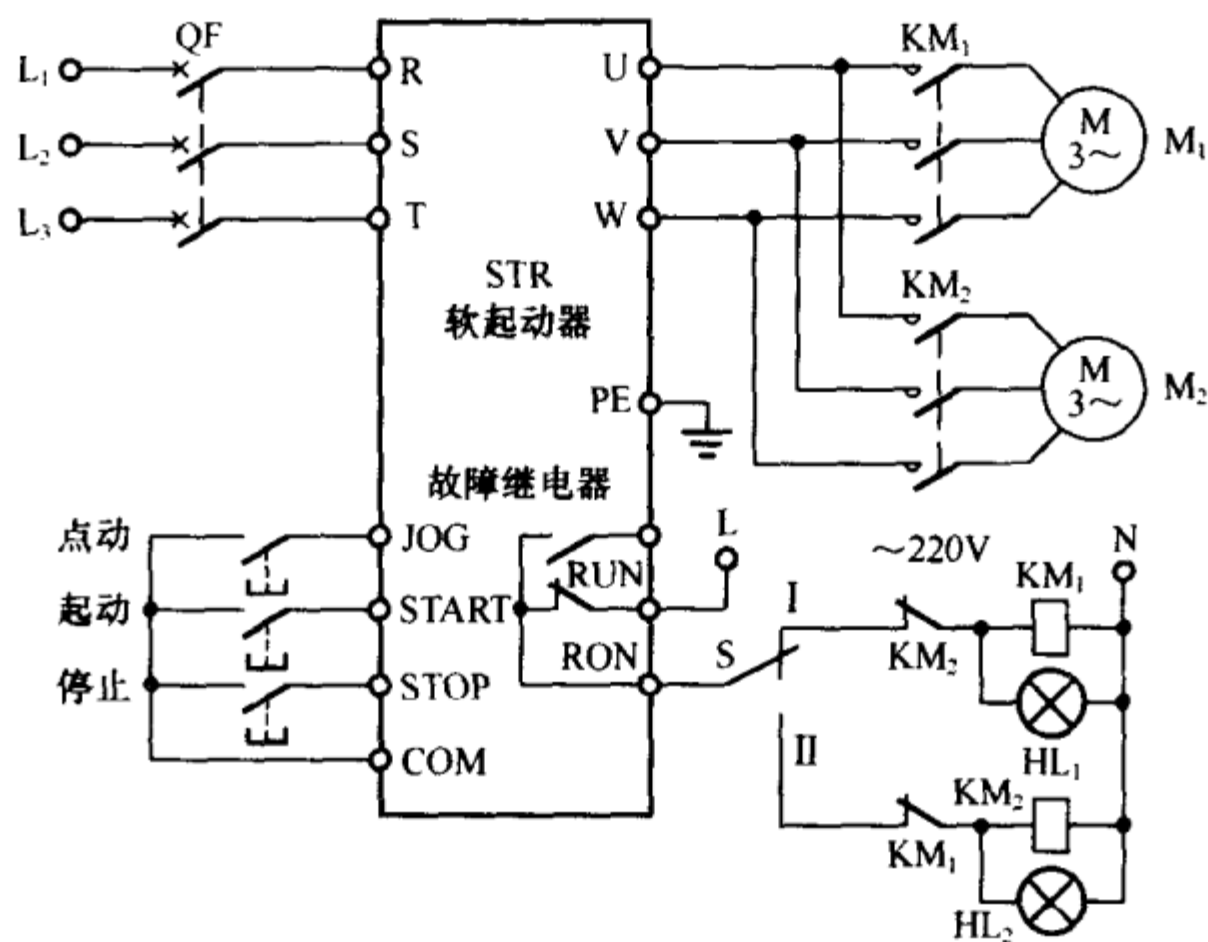 QF
KM₁
L₁
R
U
M
3～
M₁
L₂
S
V
L₃
T
W
STR
软起动器
KM₂
M
3～
M₂
PE
故障继电器
点动
JOG
L
～220V
N
RUN
KM₁
起动
START
I
RON
S
KM₂
停止
STOP
HL₁
COM
II
KM₂
KM₁
HL₂